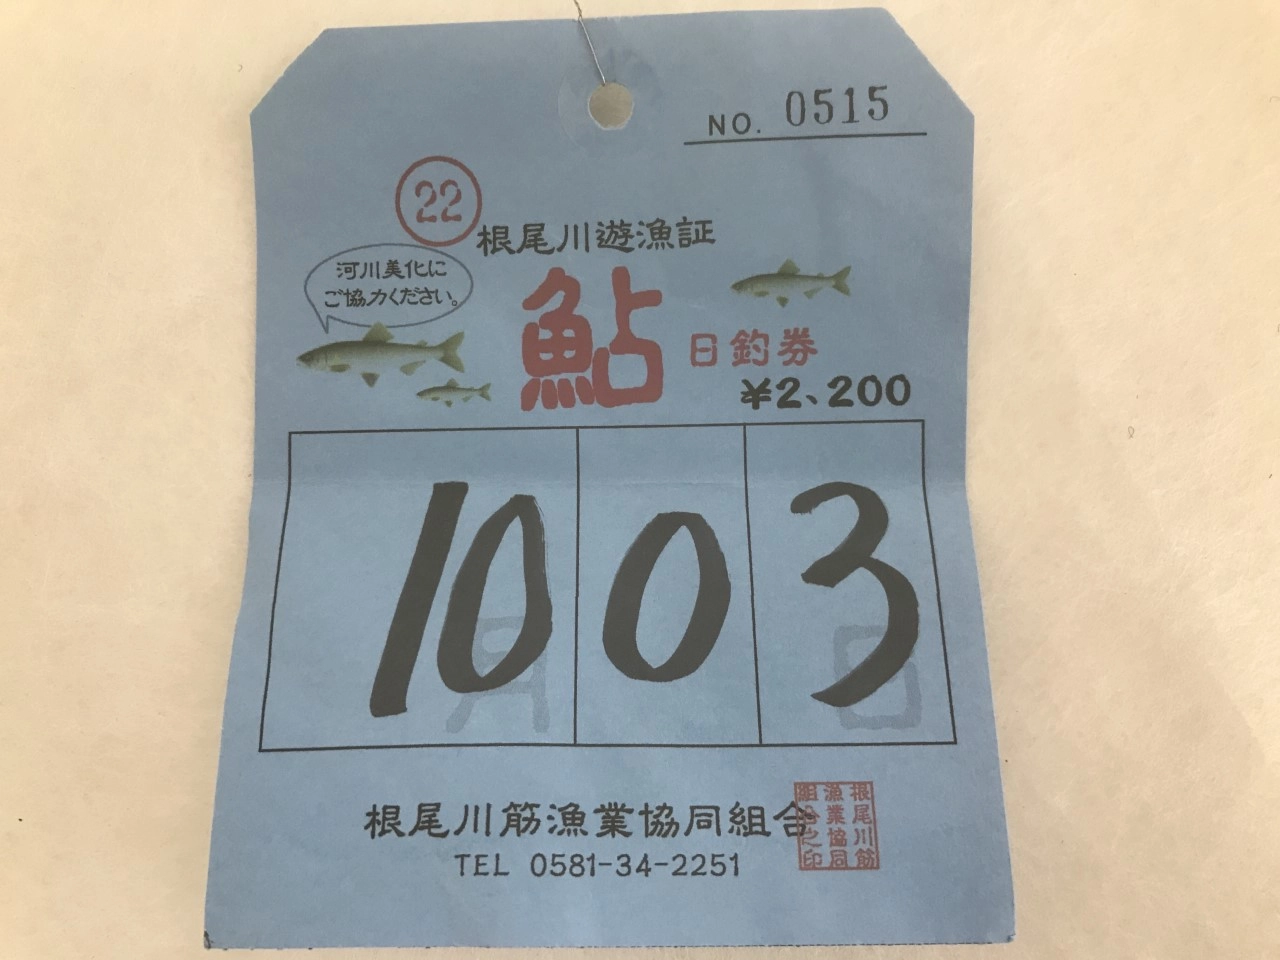 NO. 0515
22
根尾川遊漁証
河川美化に
ご協力ください。
鮎
日釣券
¥2、200
10 0 3
月 日
根尾川筋漁業協同組合
TEL 0581-34-2251
根尾川筋
漁業協同
組合之印